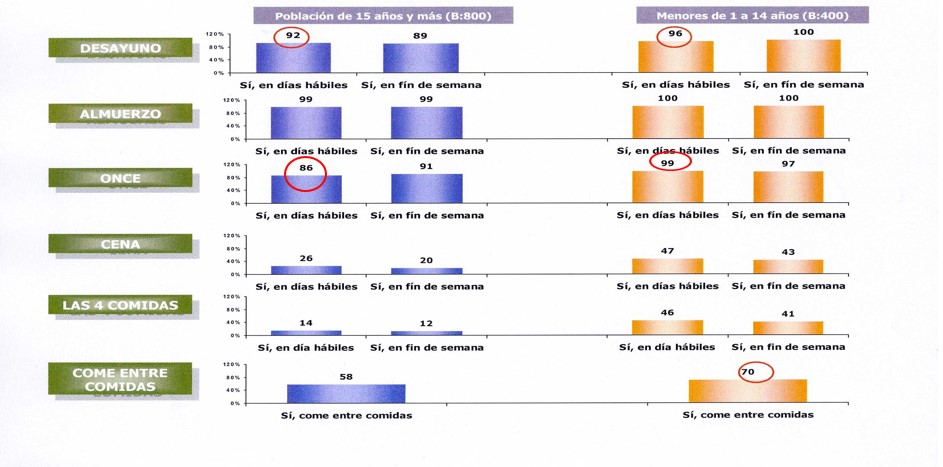 Población de 15 años y más (B:800) Menores de 1 a 14 años (B:400)
DESAYUNO
120%
80%
40%
0%
92 89 96 100
Sí, en días hábiles Sí, en fín de semana Sí, en días hábiles Sí, en fín de semana
ALMUERZO
120%
80%
40%
0%
99 99 100 100
Sí, en días hábiles Sí, en fín de semana Sí, en días hábiles Sí, en fín de semana
ONCE
120%
80%
40%
0%
86 91 99 97
Sí, en días hábiles Sí, en fín de semana Sí, en días hábiles Sí, en fín de semana
CENA
120%
80%
40%
0%
26 20 47 43
Sí, en días hábiles Sí, en fín de semana Sí, en días hábiles Sí, en fín de semana
LAS 4 COMIDAS
120%
80%
40%
0%
14 12 46 41
Sí, en día hábiles Sí, en fin de semana Sí, en día hábiles Sí, en fin de semana
COME ENTRE
COMIDAS
120%
80%
40%
0%
58 70
Sí, come entre comidas Sí, come entre comidas